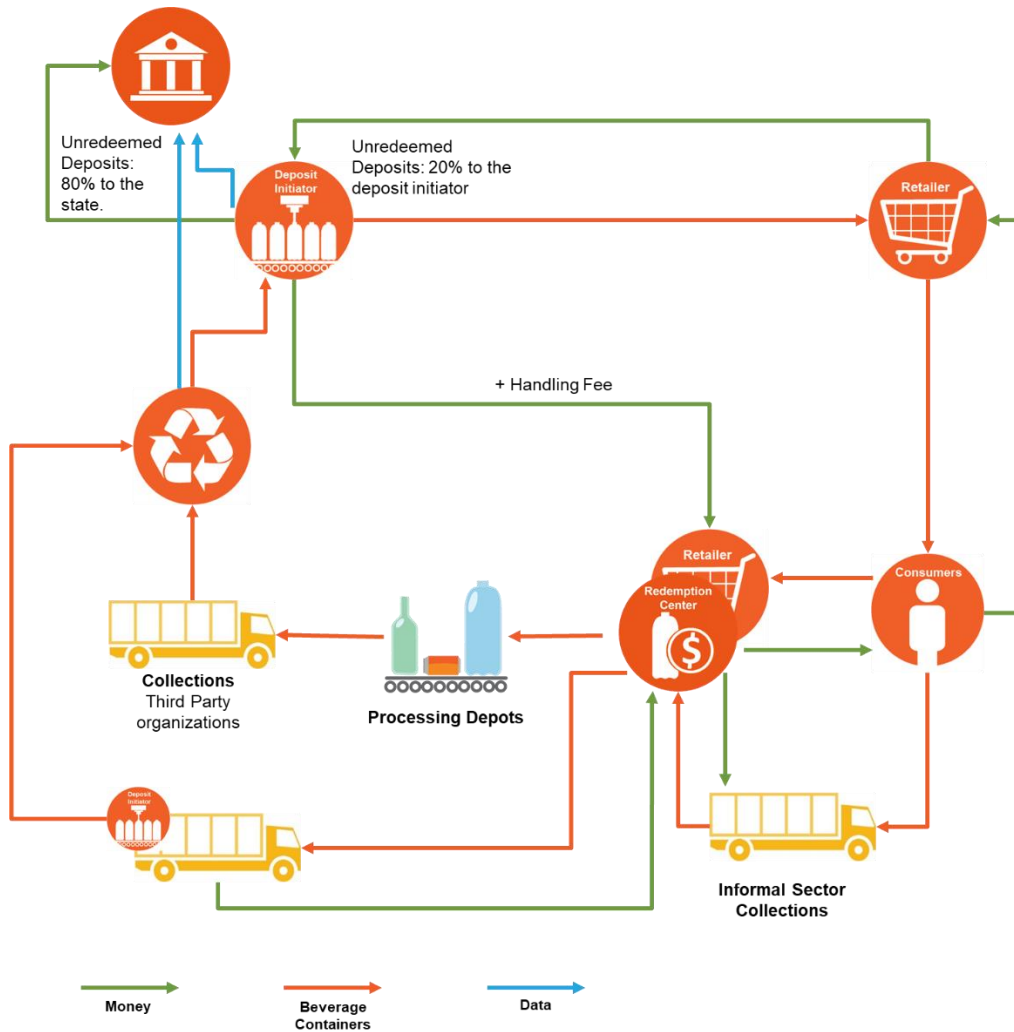 Unredeemed
Deposits:
80% to the
state.
Deposit
Initiator
Unredeemed
Deposits: 20% to the
deposit initiator
Retailer
+ Handling Fee
Retailer
Redemption
Center
$
Consumers
Collections
Third Party
organizations
Processing Depots
Deposit
Initiator
Informal Sector
Collections
Money
Beverage
Containers
Data